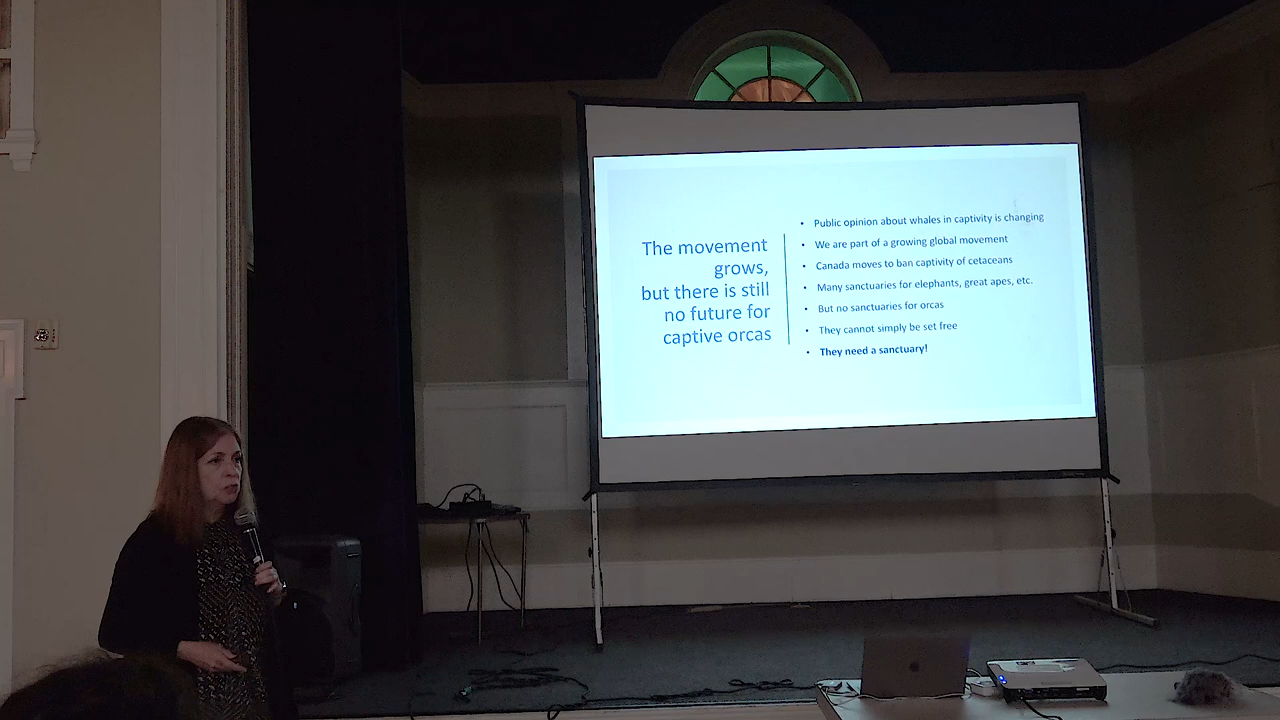 The movement
grows,
but there is still
no future for
captive orcas
• Public opinion about whales in captivity is changing
• We are part of a growing global movement
• Canada moves to ban captivity of cetaceans
• Many sanctuaries for elephants, great apes, etc.
• But no sanctuaries for orcas
• They cannot simply be set free
• They need a sanctuary!